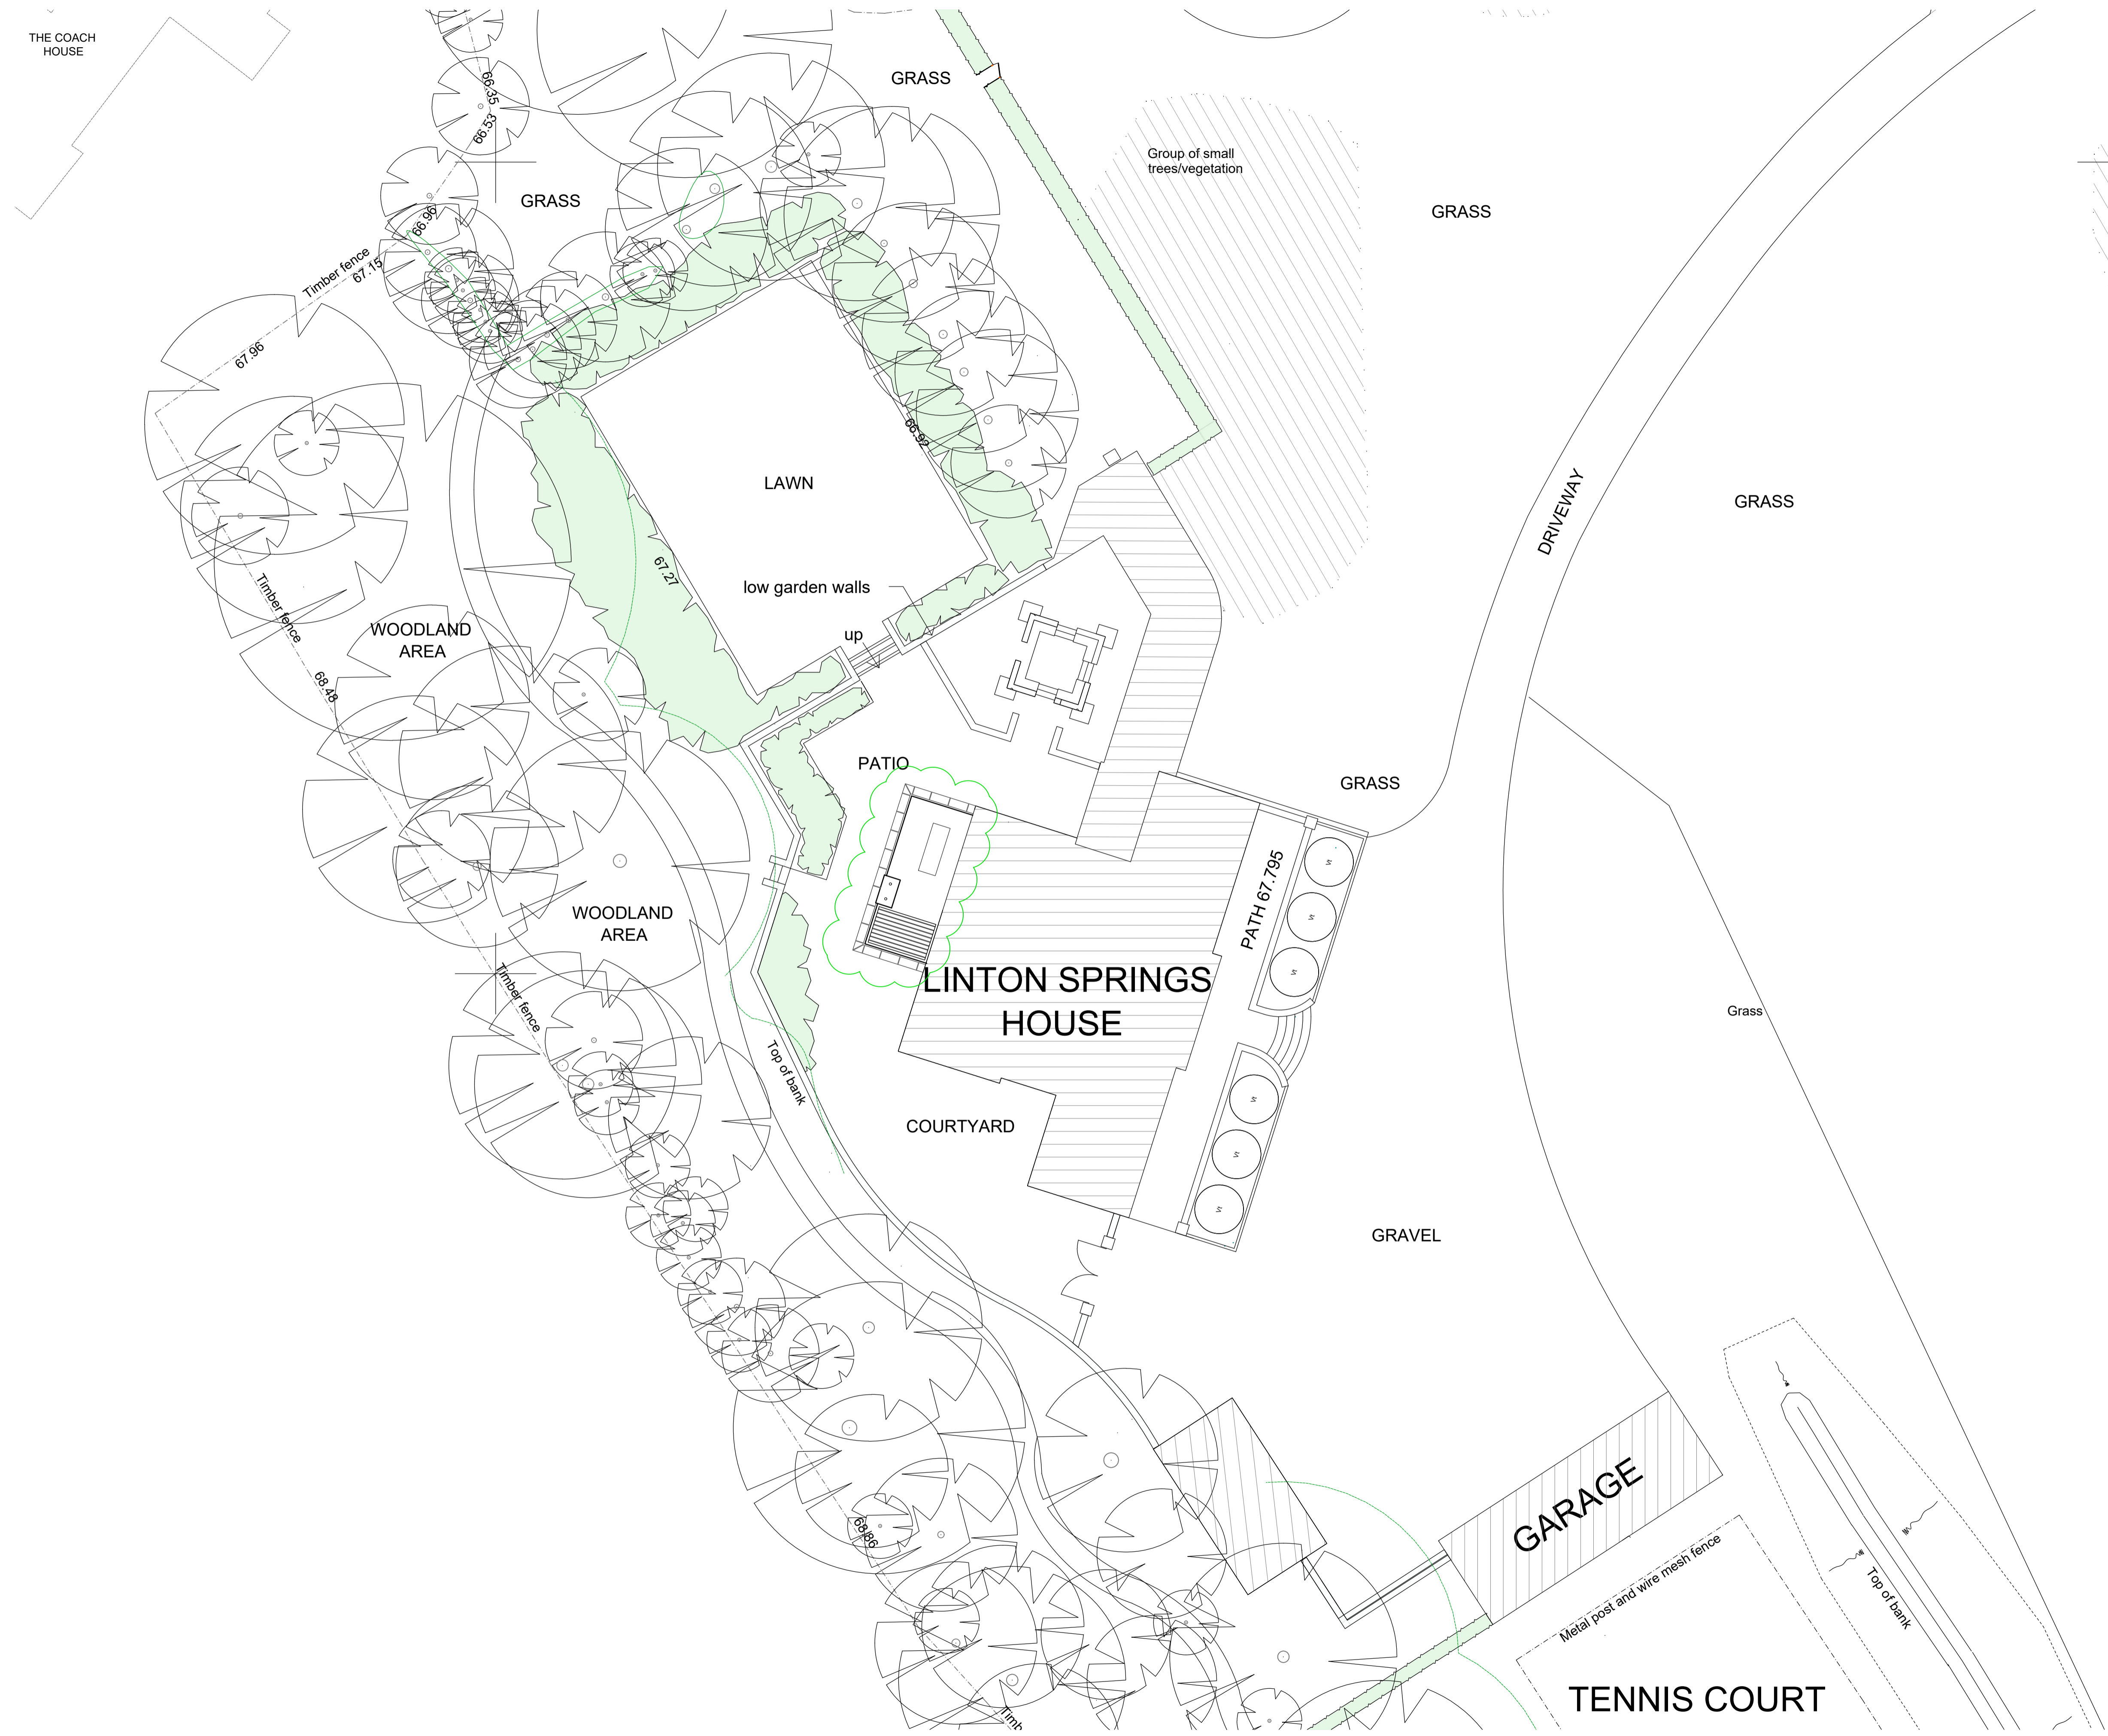 THE COACH
HOUSE
66.35
66.53
GRASS
GRASS
Group of small
trees/vegetation
GRASS
66.96
Timber fence
67.15
67.96
66.92
LAWN
DRIVEWAY
GRASS
67.27
low garden walls
up
Timber fence
WOODLAND
AREA
68.48
PATIO
GRASS
PATH 67.795
WOODLAND
AREA
Timber fence
LINTON SPRINGS
HOUSE
Grass
Top of bank
COURTYARD
GRAVEL
68.86
GARAGE
Metal post and wire mesh fence
Top of bank
TENNIS COURT
Timb